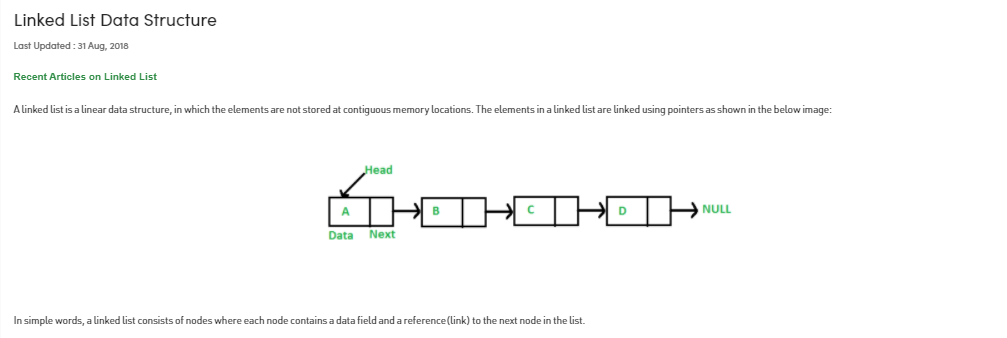 Linked List Data Structure
Last Updated : 31 Aug, 2018
Recent Articles on Linked List
A linked list is a linear data structure, in which the elements are not stored at contiguous memory locations. The elements in a linked list are linked using pointers as shown in the below image:
Head
A B C D NULL
Data Next
In simple words, a linked list consists of nodes where each node contains a data field and a reference(link) to the next node in the list.